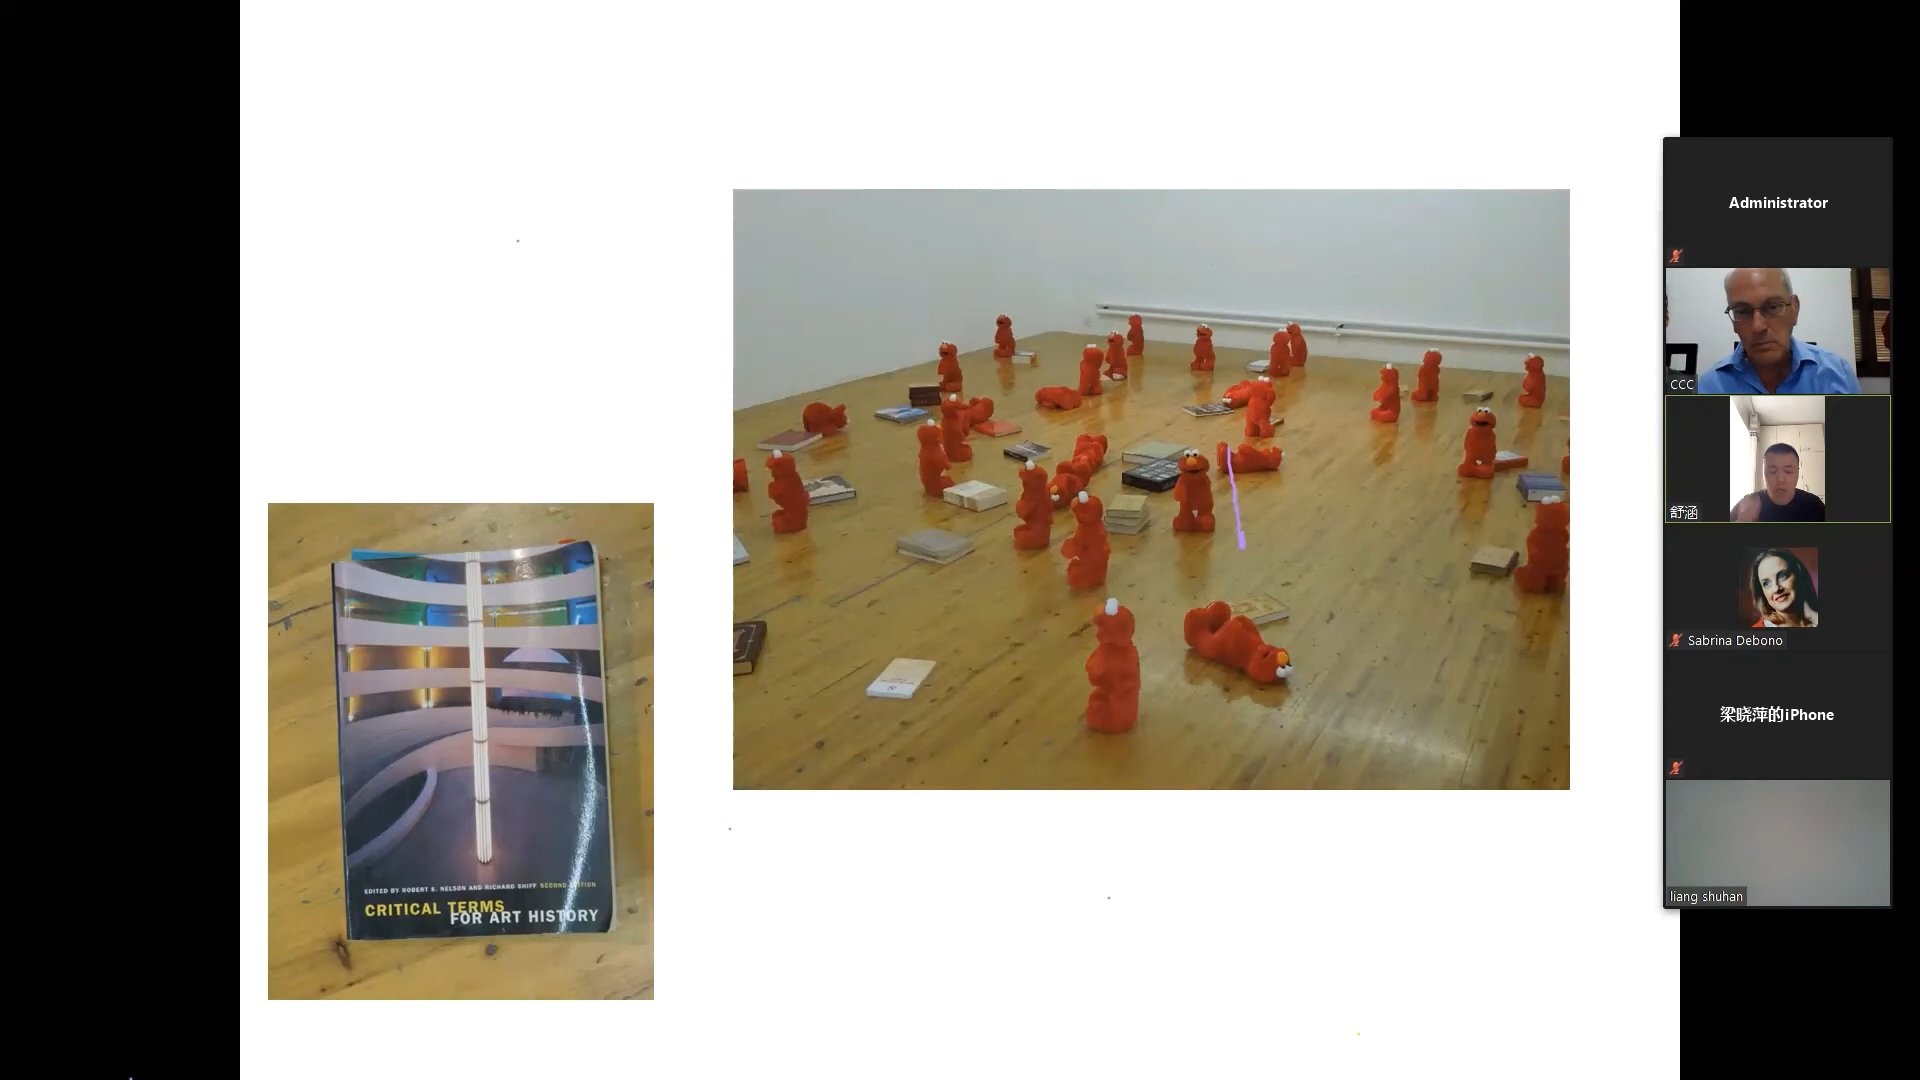 EDITED BY ROBERT S. NELSON AND RICHARD SHIFF SECOND EDITION
CRITICAL TERMS
FOR ART HISTORY
Administrator
CCC
舒涵
Sabrina Debono
梁晓萍的iPhone
liang shuhan